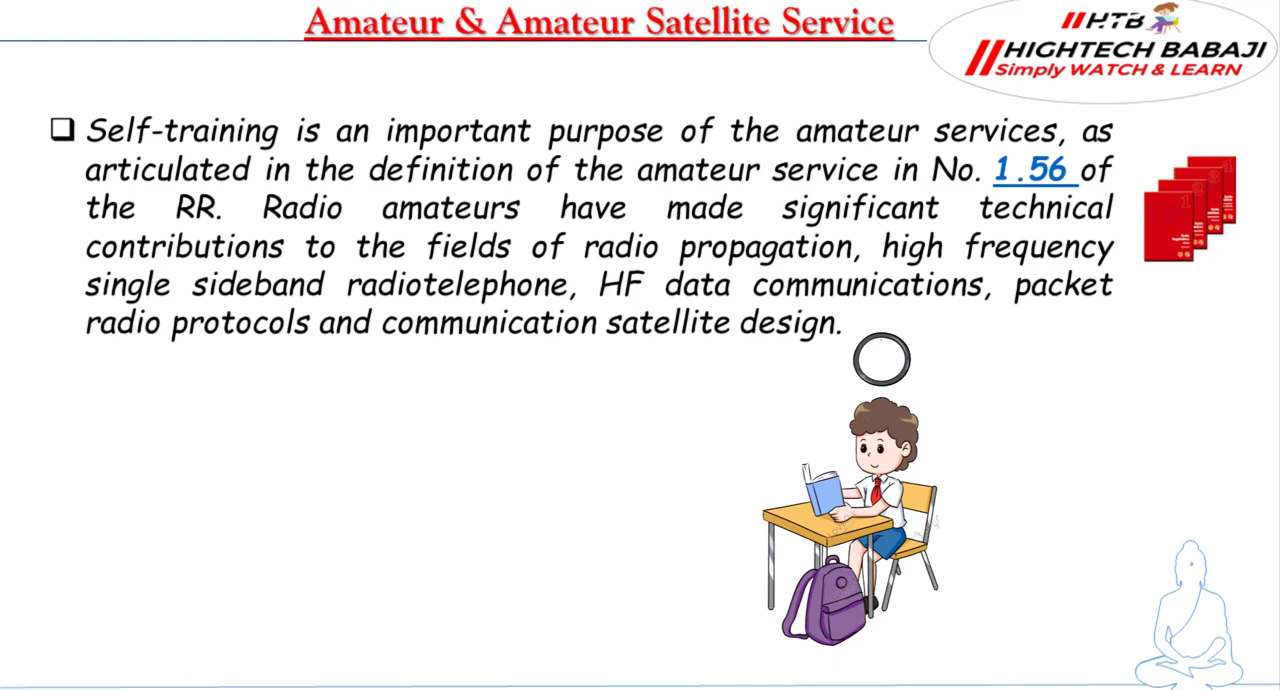 Amateur & Amateur Satellite Service
HTB
HIGHTECH BABAJI
Simply WATCH & LEARN
Self-training is an important purpose of the amateur services, as
articulated in the definition of the amateur service in No. 1.56 of
the RR. Radio amateurs have made significant technical
contributions to the fields of radio propagation, high frequency
single sideband radiotelephone, HF data communications, packet
radio protocols and communication satellite design.